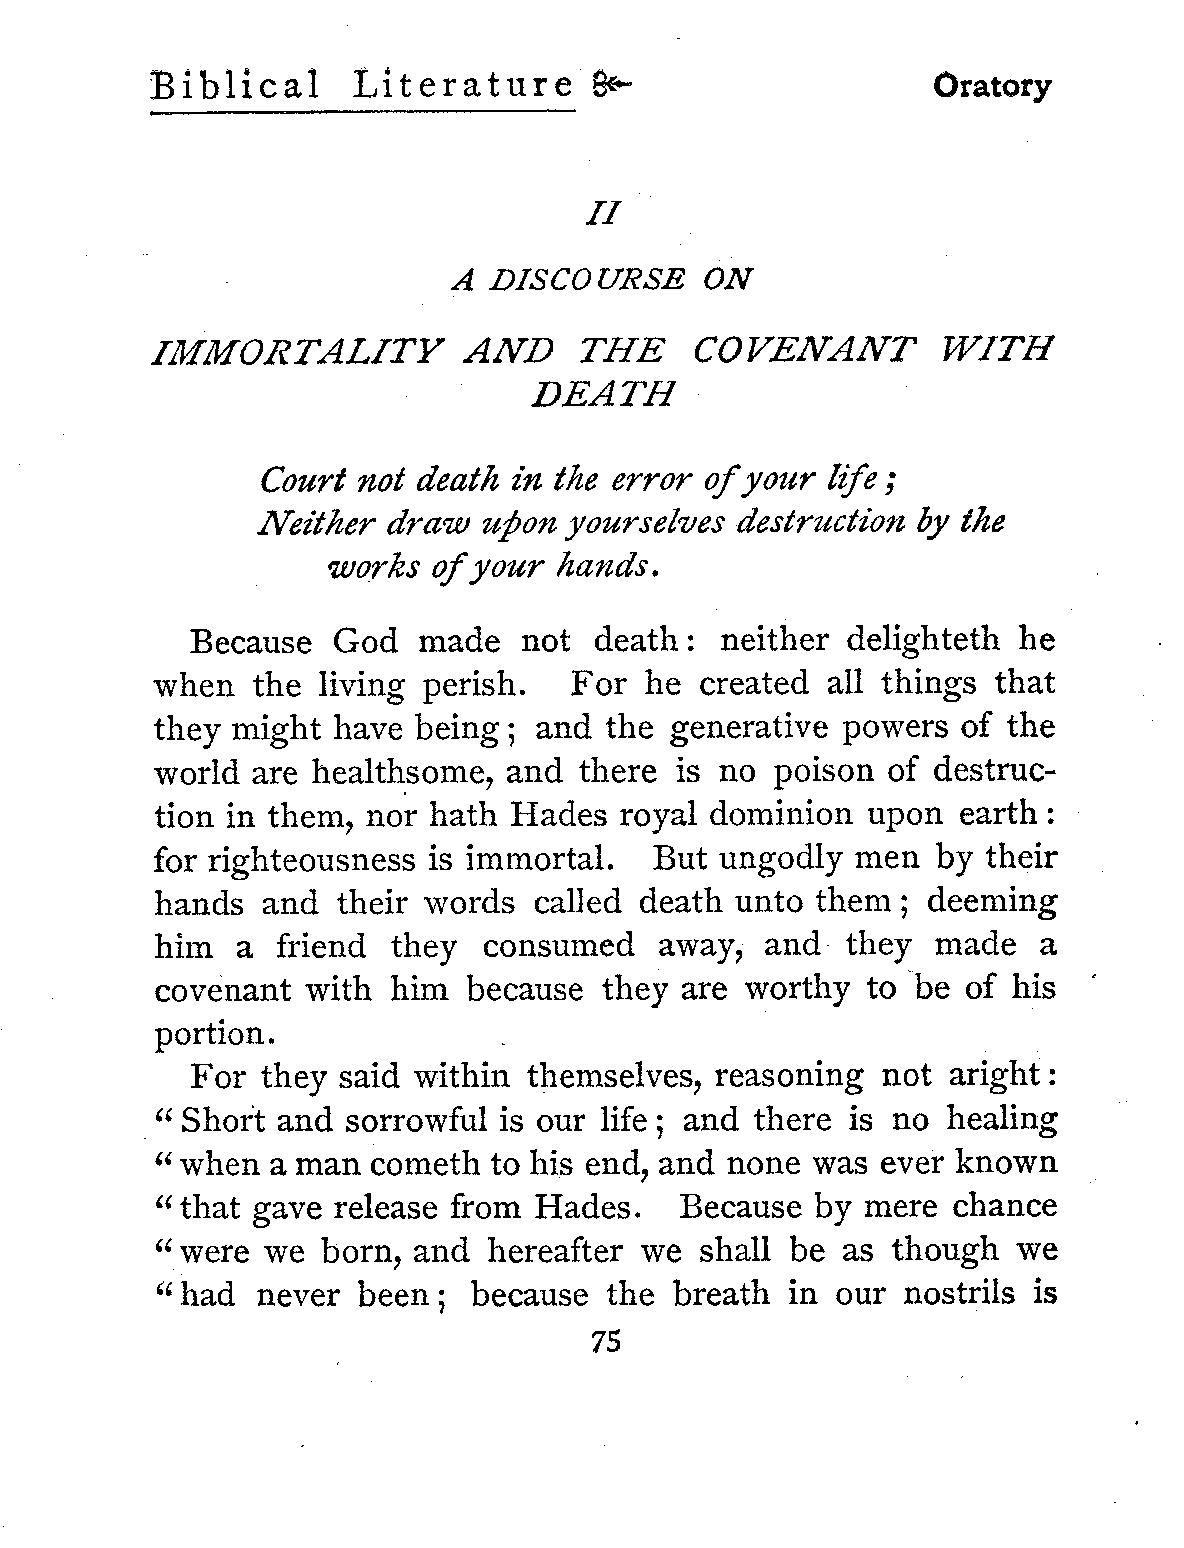 Biblical Literature Oratory
II
A DISCOURSE ON
IMMORTALITY AND THE COVENANT WITH
DEATH
Court not death in the error of your life ;
Neither draw upon yourselves destruction by the
works of your hands.
Because God made not death : neither delighteth he
when the living perish. For he created all things that
they might have being ; and the generative powers of the
world are healthsome, and there is no poison of destruc-
tion in them, nor hath Hades royal dominion upon earth :
for righteousness is immortal. But ungodly men by their
hands and their words called death unto them ; deeming
him a friend they consumed away, and they made a
covenant with him because they are worthy to be of his
portion.
For they said within themselves, reasoning not aright :
“ Short and sorrowful is our life ; and there is no healing
“ when a man cometh to his end, and none was ever known
“ that gave release from Hades. Because by mere chance
“ were we born, and hereafter we shall be as though we
“ had never been ; because the breath in our nostrils is
75